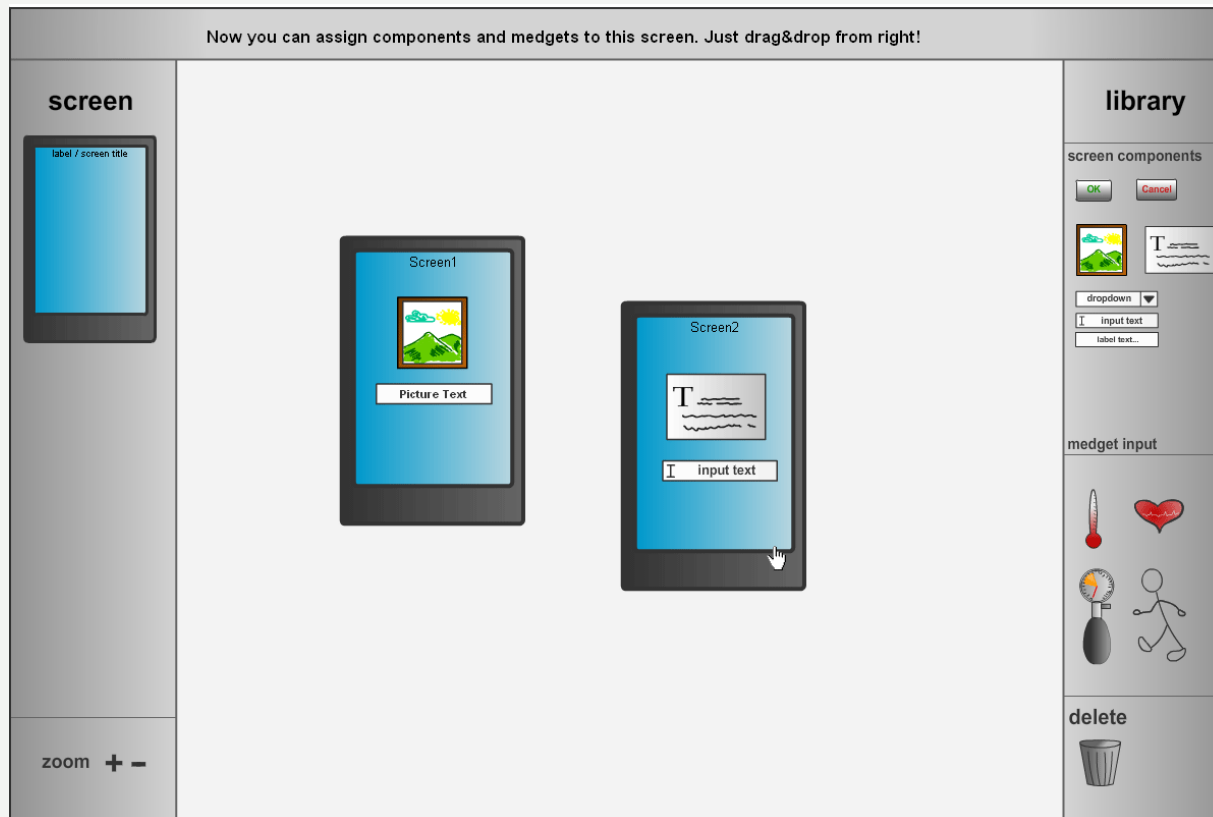 Now you can assign components and medgets to this screen. Just drag&drop from right!
screen
label / screen title
zoom + -
Screen1
Picture Text
Screen2
T
input text
library
screen components
OK
Cancel
T
dropdown
input text
label text...
medget input
delete